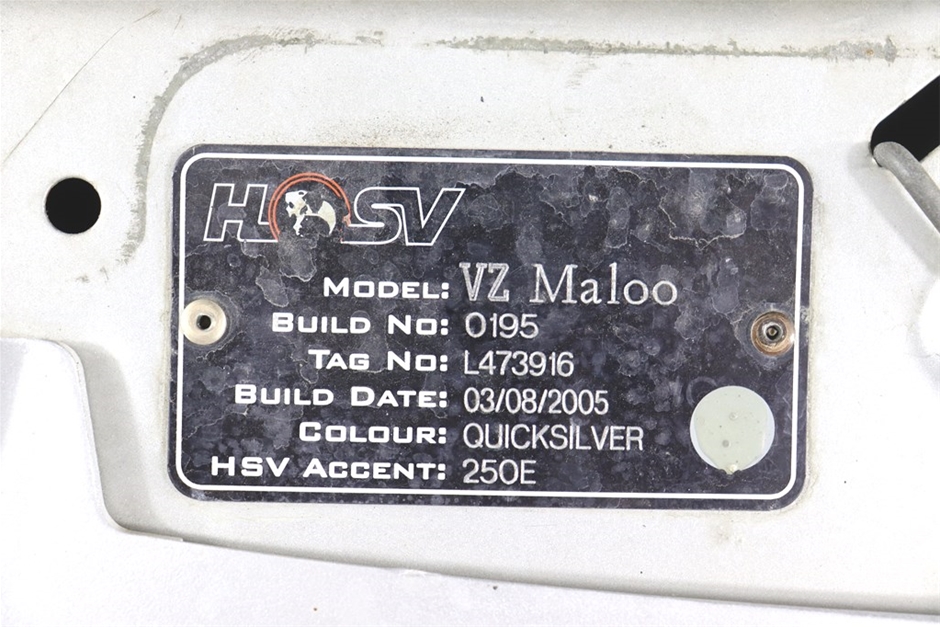 HSV
MODEL: VZ Maloo
BUILD NO: 0195
TAG NO: L473916
BUILD DATE: 03/08/2005
COLOUR: QUICKSILVER
HSV ACCENT: 250E